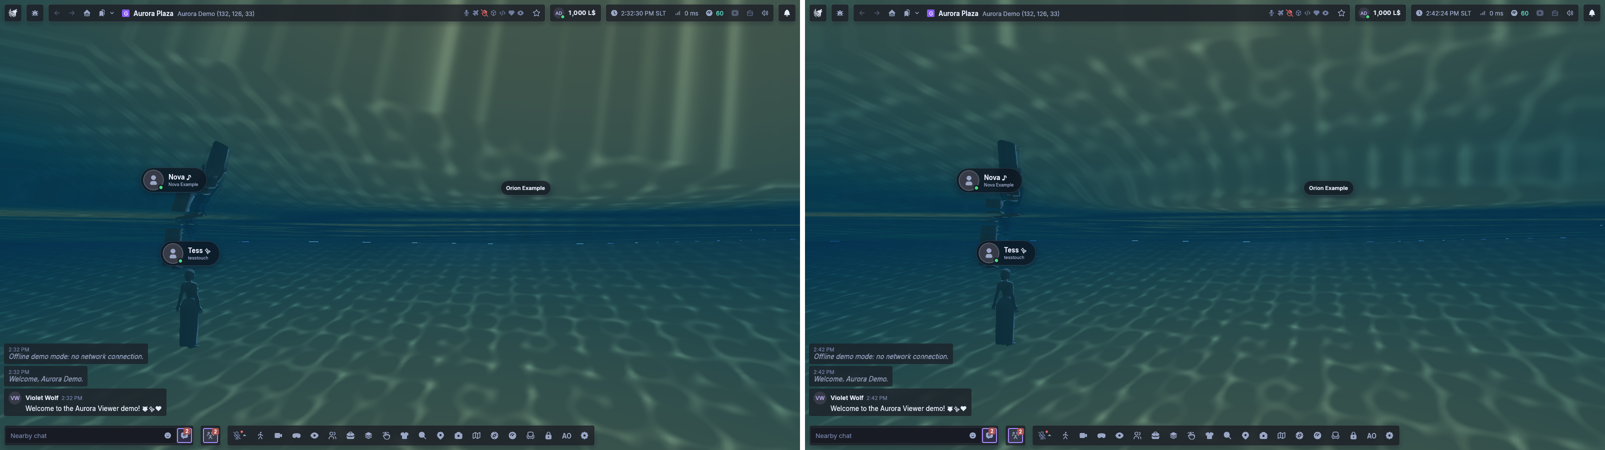 Aurora Plaza Aurora Demo (132, 126, 33)
AD 1,000 L$
2:32:30 PM SLT 0 ms 60
Nova ♪
Nova Example
Orion Example
Tess
tesstouch
2:32 PM
Offline demo mode: no network connection.
2:32 PM
Welcome, Aurora Demo.
VW Violet Wolf 2:32 PM
Welcome to the Aurora Viewer demo!
Nearby chat
AO
Aurora Plaza Aurora Demo (132, 126, 33)
AD 1,000 L$
2:42:24 PM SLT 0 ms 60
Nova ♪
Nova Example
Orion Example
Tess
tesstouch
2:42 PM
Offline demo mode: no network connection.
2:42 PM
Welcome, Aurora Demo.
VW Violet Wolf 2:42 PM
Welcome to the Aurora Viewer demo!
Nearby chat
AO